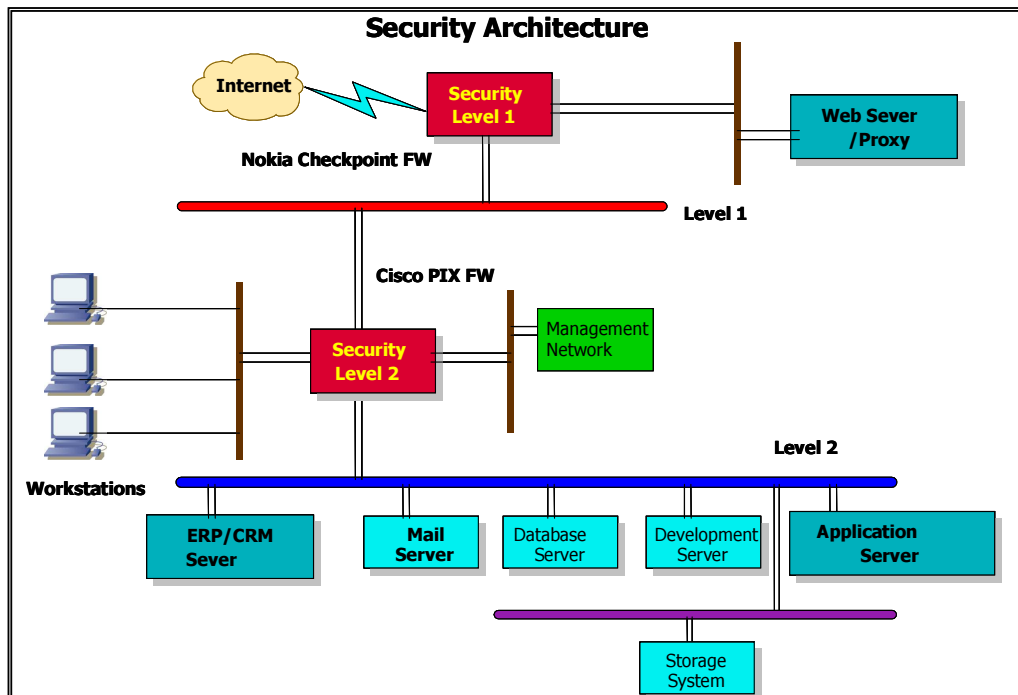 Security Architecture
Internet
Security
Level 1
Web Sever
/Proxy
Nokia Checkpoint FW
Level 1
Cisco PIX FW
Management
Network
Security
Level 2
Level 2
Workstations
ERP/CRM
Sever
Mail
Server
Database
Server
Development
Server
Application
Server
Storage
System